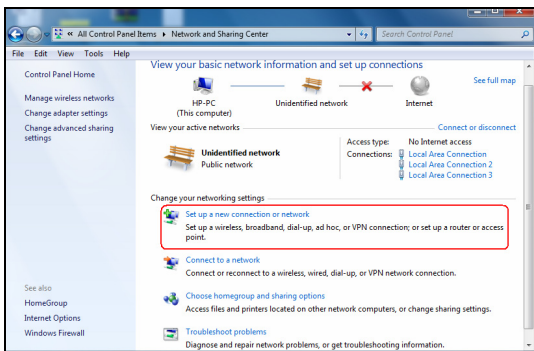 « All Control Panel Items ▸ Network and Sharing Center
Search Control Panel
File Edit View Tools Help
Control Panel Home
Manage wireless networks
Change adapter settings
Change advanced sharing
settings
See also
HomeGroup
Internet Options
Windows Firewall
View your basic network information and set up connections
See full map
HP-PC
(This computer)
Unidentified network
Internet
View your active networks
Connect or disconnect
Unidentified network
Public network
Access type: No Internet access
Connections: Local Area Connection
Local Area Connection 2
Local Area Connection 3
Change your networking settings
Set up a new connection or network
Set up a wireless, broadband, dial-up, ad hoc, or VPN connection; or set up a router or access
point.
Connect to a network
Connect or reconnect to a wireless, wired, dial-up, or VPN network connection.
Choose homegroup and sharing options
Access files and printers located on other network computers, or change sharing settings.
Troubleshoot problems
Diagnose and repair network problems, or get troubleshooting information.